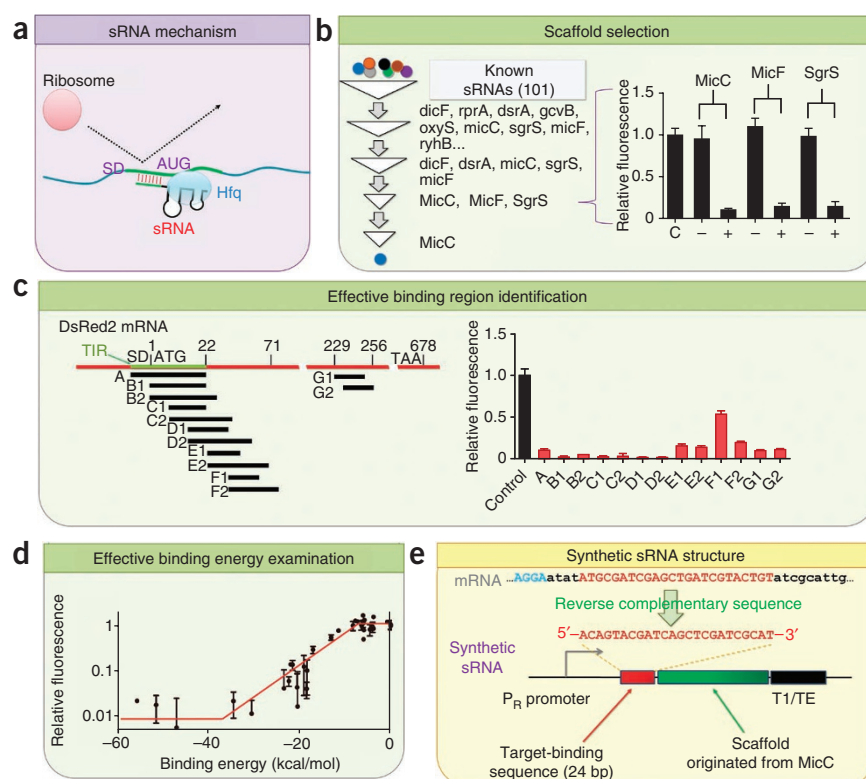 a
sRNA mechanism
Ribosome
SD
AUG
Hfq
sRNA
b
Scaffold selection
Known
sRNAs (101)
dicF, rprA, dsrA, gcvB,
oxyS, micC, sgrS, micF,
ryhB...
dicF, dsrA, micC, sgrS,
micF
MicC, MicF, SgrS
MicC
Relative fluorescence
1.5
1.0
0.5
0
MicC
MicF
SgrS
C – + – + – +
c
Effective binding region identification
DsRed2 mRNA
TIR
SD
1
ATG
22
71
229
256
TAA
678
A
B1
B2
C1
C2
D1
D2
E1
E2
F1
F2
G1
G2
Relative fluorescence
1.5
1.0
0.5
0.0
Control
A
B1
B2
C1
C2
D1
D2
E1
E2
F1
F2
G1
G2
d
Effective binding energy examination
Relative fluorescence
1
0.1
0.01
–60 –40 –20 0
Binding energy (kcal/mol)
e
Synthetic sRNA structure
...AGGAatatATGCGATCGAGCTGATCGTACTGTatcgcattg...
mRNA
Reverse complementary sequence
5′–ACAGTACGATCAGCTCGATCGCAT–3′
Synthetic
sRNA
PR promoter
T1/TE
Target-binding
sequence (24 bp)
Scaffold
originated from MicC